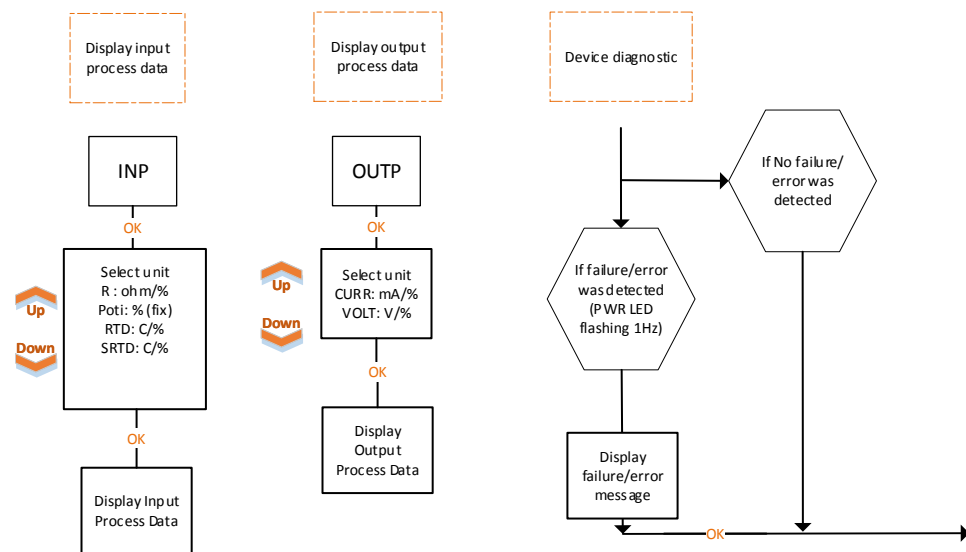 Display input
process data
INP
OK
Select unit
R : ohm/%
Poti: % (fix)
RTD: C/%
SRTD: C/%
Up
Down
OK
Display Input
Process Data
Display output
process data
OUTP
OK
Select unit
CURR: mA/%
VOLT: V/%
Up
Down
OK
Display
Output
Process Data
Device diagnostic
If No failure/
error was
detected
If failure/error
was detected
(PWR LED
flashing 1Hz)
Display
failure/error
message
OK